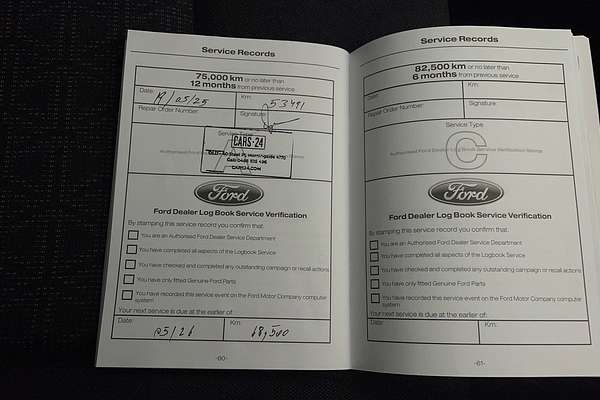 Service Records
75,000 km or no later than
12 months from previous service
Date:
Km:
53491
Repair Order Number:
Signature:
Service Type
CARS-24
CARS24.COM
Ford
Ford Dealer Log Book Service Verification
By stamping this service record you confirm that:
You are an Authorised Ford Dealer Service Department
You have completed all aspects of the Logbook Service
You have checked and completed any outstanding campaign or recall actions
You have only fitted Genuine Ford Parts
You have recorded this service event on the Ford Motor Company computer
system
Your next service is due at the earlier of:
Date:
Km:
05/26
68,500
-60-
Service Records
82,500 km or no later than
6 months from previous service
Date:
Km:
Repair Order Number:
Signature:
Service Type
C
Authorised Ford Dealer Log Book Service Verification Stamp
Ford
Ford Dealer Log Book Service Verification
By stamping this service record you confirm that:
You are an Authorised Ford Dealer Service Department
You have completed all aspects of the Logbook Service
You have checked and completed any outstanding campaign or recall actions
You have only fitted Genuine Ford Parts
You have recorded this service event on the Ford Motor Company computer
system
Your next service is due at the earlier of:
Date:
Km:
-61-